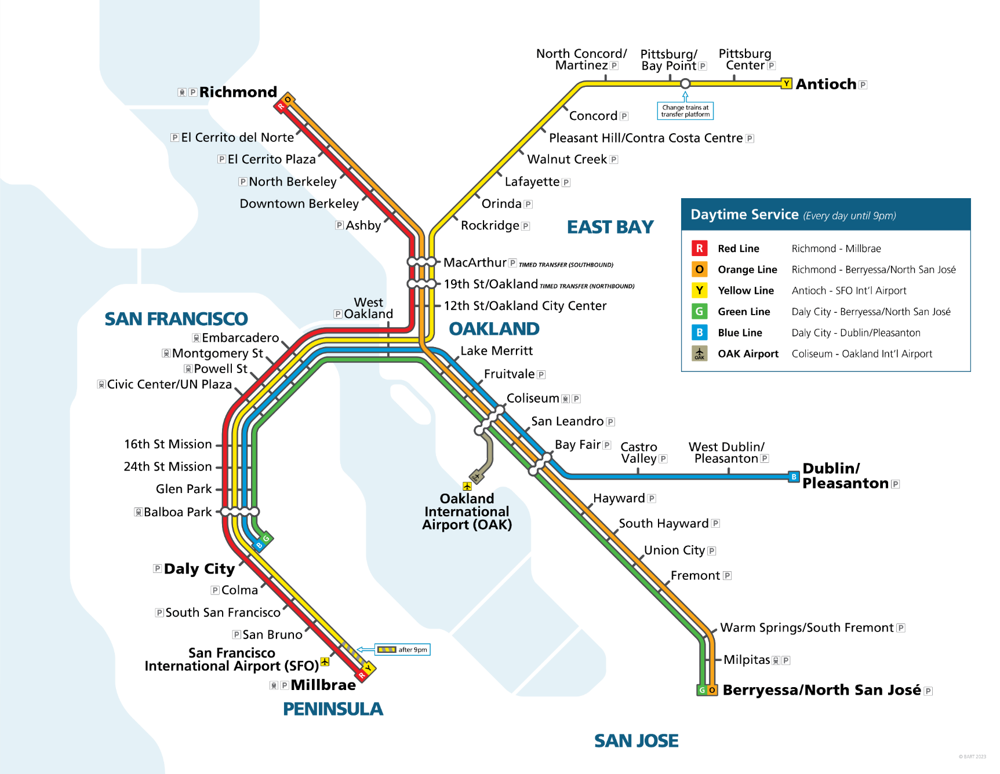 North Concord/
Martinez P
Pittsburg/
Bay Point P
Pittsburg
Center P
Y
Antioch P
Change trains at
transfer platform
P Richmond
R
O
P El Cerrito del Norte
P El Cerrito Plaza
P North Berkeley
Downtown Berkeley
P Ashby
Concord P
Pleasant Hill/Contra Costa Centre P
Walnut Creek P
Lafayette P
Orinda P
Rockridge P
EAST BAY
MacArthur P TIMED TRANSFER (SOUTHBOUND)
19th St/Oakland TIMED TRANSFER (NORTHBOUND)
12th St/Oakland City Center
West
P Oakland
OAKLAND
SAN FRANCISCO
Embarcadero
Montgomery St
Powell St
Civic Center/UN Plaza
16th St Mission
24th St Mission
Glen Park
Balboa Park
B
G
P Daly City
P Colma
P South San Francisco
P San Bruno
San Francisco
International Airport (SFO)
after 9pm
P Millbrae
R
Y
PENINSULA
Lake Merritt
Fruitvale P
Coliseum P
San Leandro P
Bay Fair P
Castro
Valley P
West Dublin/
Pleasanton P
B
Dublin/
Pleasanton P
OAK
Oakland
International
Airport (OAK)
Hayward P
South Hayward P
Union City P
Fremont P
Warm Springs/South Fremont P
Milpitas P
G
O
Berryessa/North San José P
SAN JOSE
Daytime Service (Every day until 9pm)
R Red Line Richmond - Millbrae
O Orange Line Richmond - Berryessa/North San José
Y Yellow Line Antioch - SFO Int'l Airport
G Green Line Daly City - Berryessa/North San José
B Blue Line Daly City - Dublin/Pleasanton
OAK OAK Airport Coliseum - Oakland Int'l Airport
© BART 2023